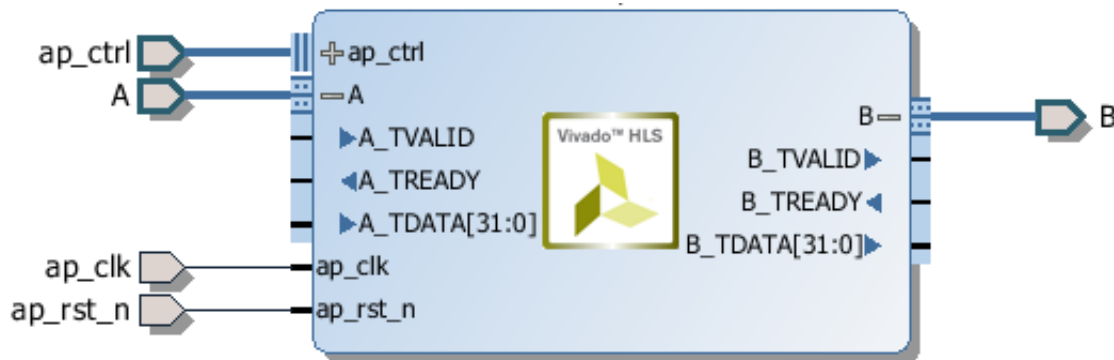 ap_ctrl
A
ap_clk
ap_rst_n
ap_ctrl
A
A_TVALID
A_TREADY
A_TDATA[31:0]
ap_clk
ap_rst_n
Vivado™ HLS
B
B_TVALID
B_TREADY
B_TDATA[31:0]
B